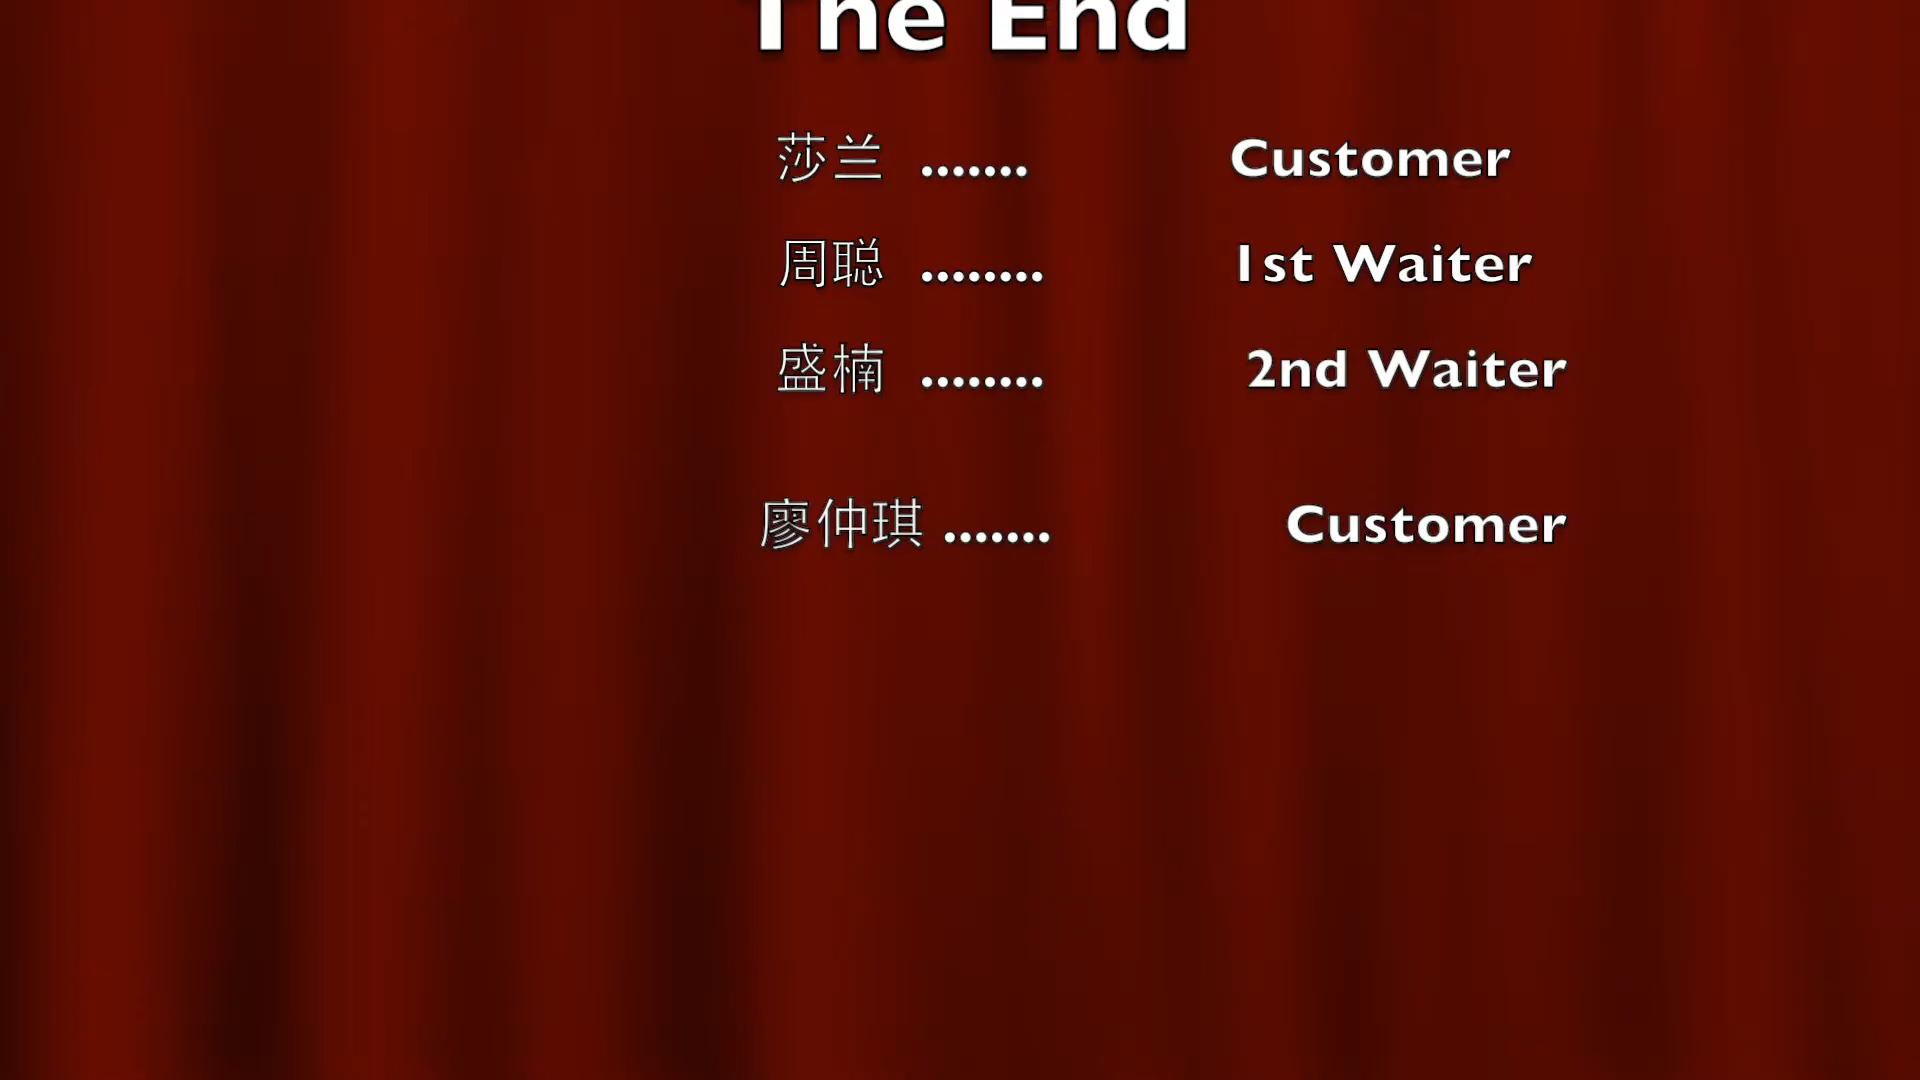 The End
莎兰 ....... Customer
周聪 ........ 1st Waiter
盛楠 ........ 2nd Waiter
廖仲琪 ....... Customer